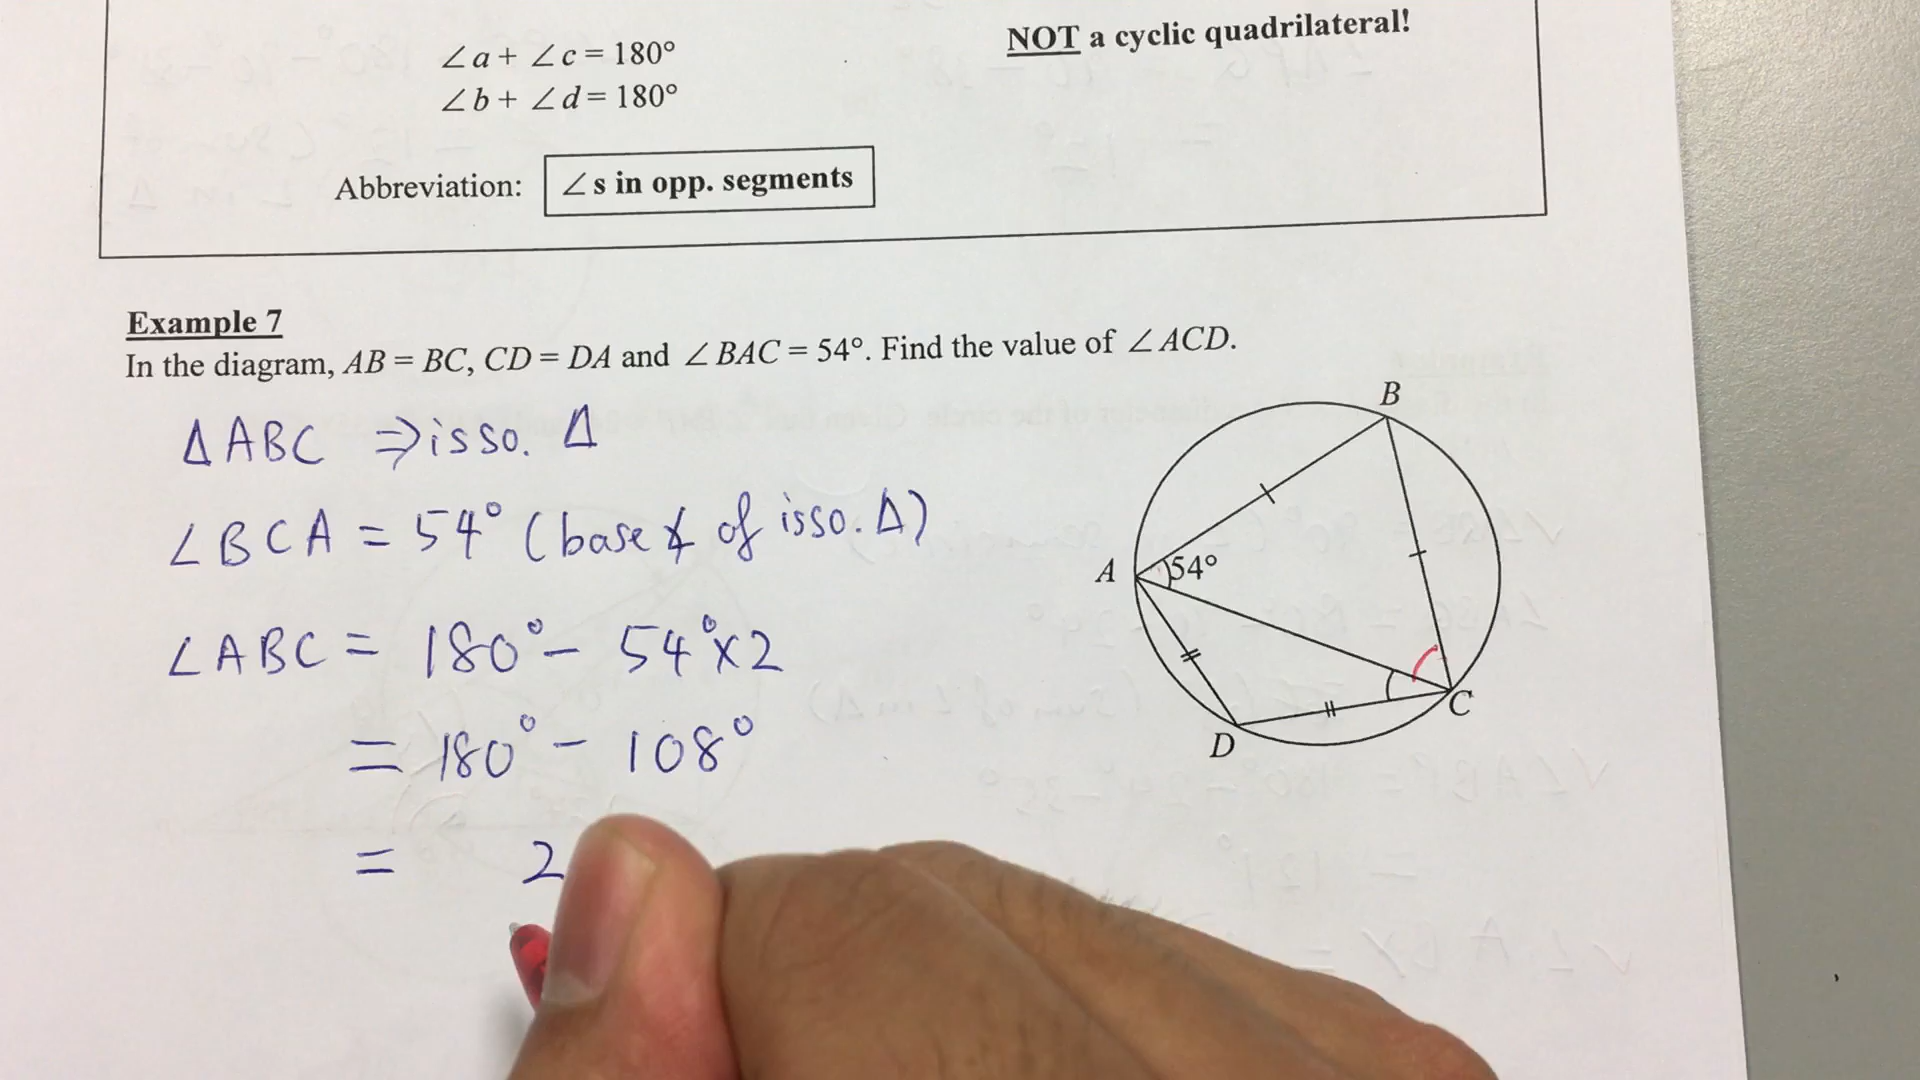 ∠a + ∠c = 180°
∠b + ∠d = 180°
NOT a cyclic quadrilateral!
Abbreviation: ∠s in opp. segments
Example 7
In the diagram, AB = BC, CD = DA and ∠BAC = 54°. Find the value of ∠ACD.
ΔABC ⇒ isso. Δ
∠BCA = 54° (base ∡ of isso. Δ)
∠ABC = 180° − 54° × 2
= 180° − 108°
= 2
B
A
54°
C
D